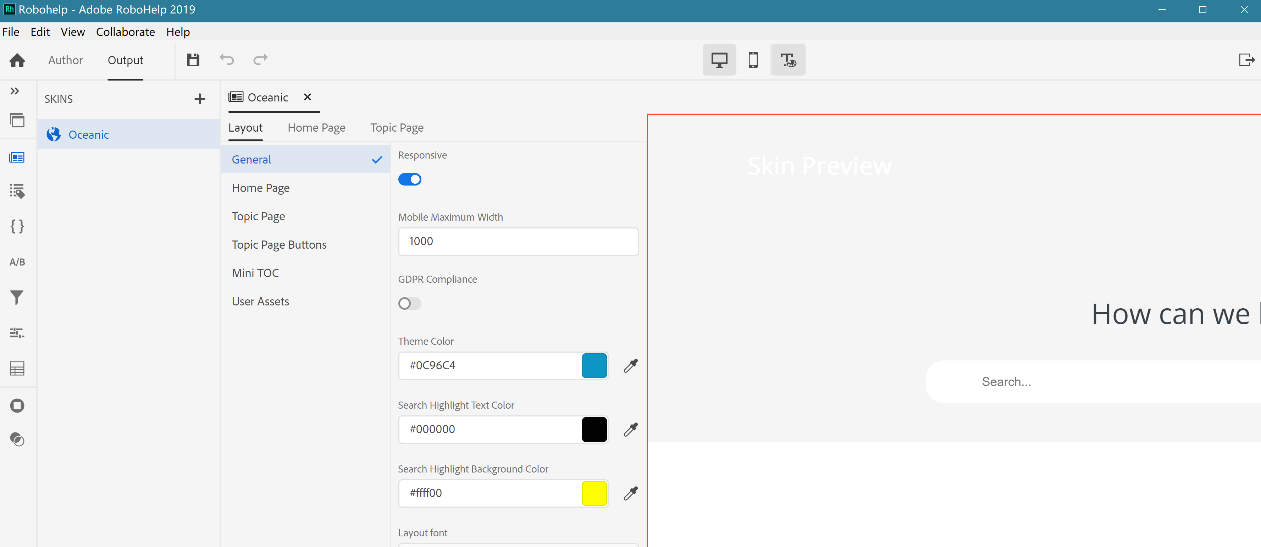 Rh Robohelp - Adobe RoboHelp 2019
File Edit View Collaborate Help
Author Output
SKINS
Oceanic
A/B
Oceanic
Layout Home Page Topic Page
General
Home Page
Topic Page
Topic Page Buttons
Mini TOC
User Assets
Responsive
Mobile Maximum Width
1000
GDPR Compliance
Theme Color
#0C96C4
Search Highlight Text Color
#000000
Search Highlight Background Color
#ffff00
Layout font
Skin Preview
How can we
Search...